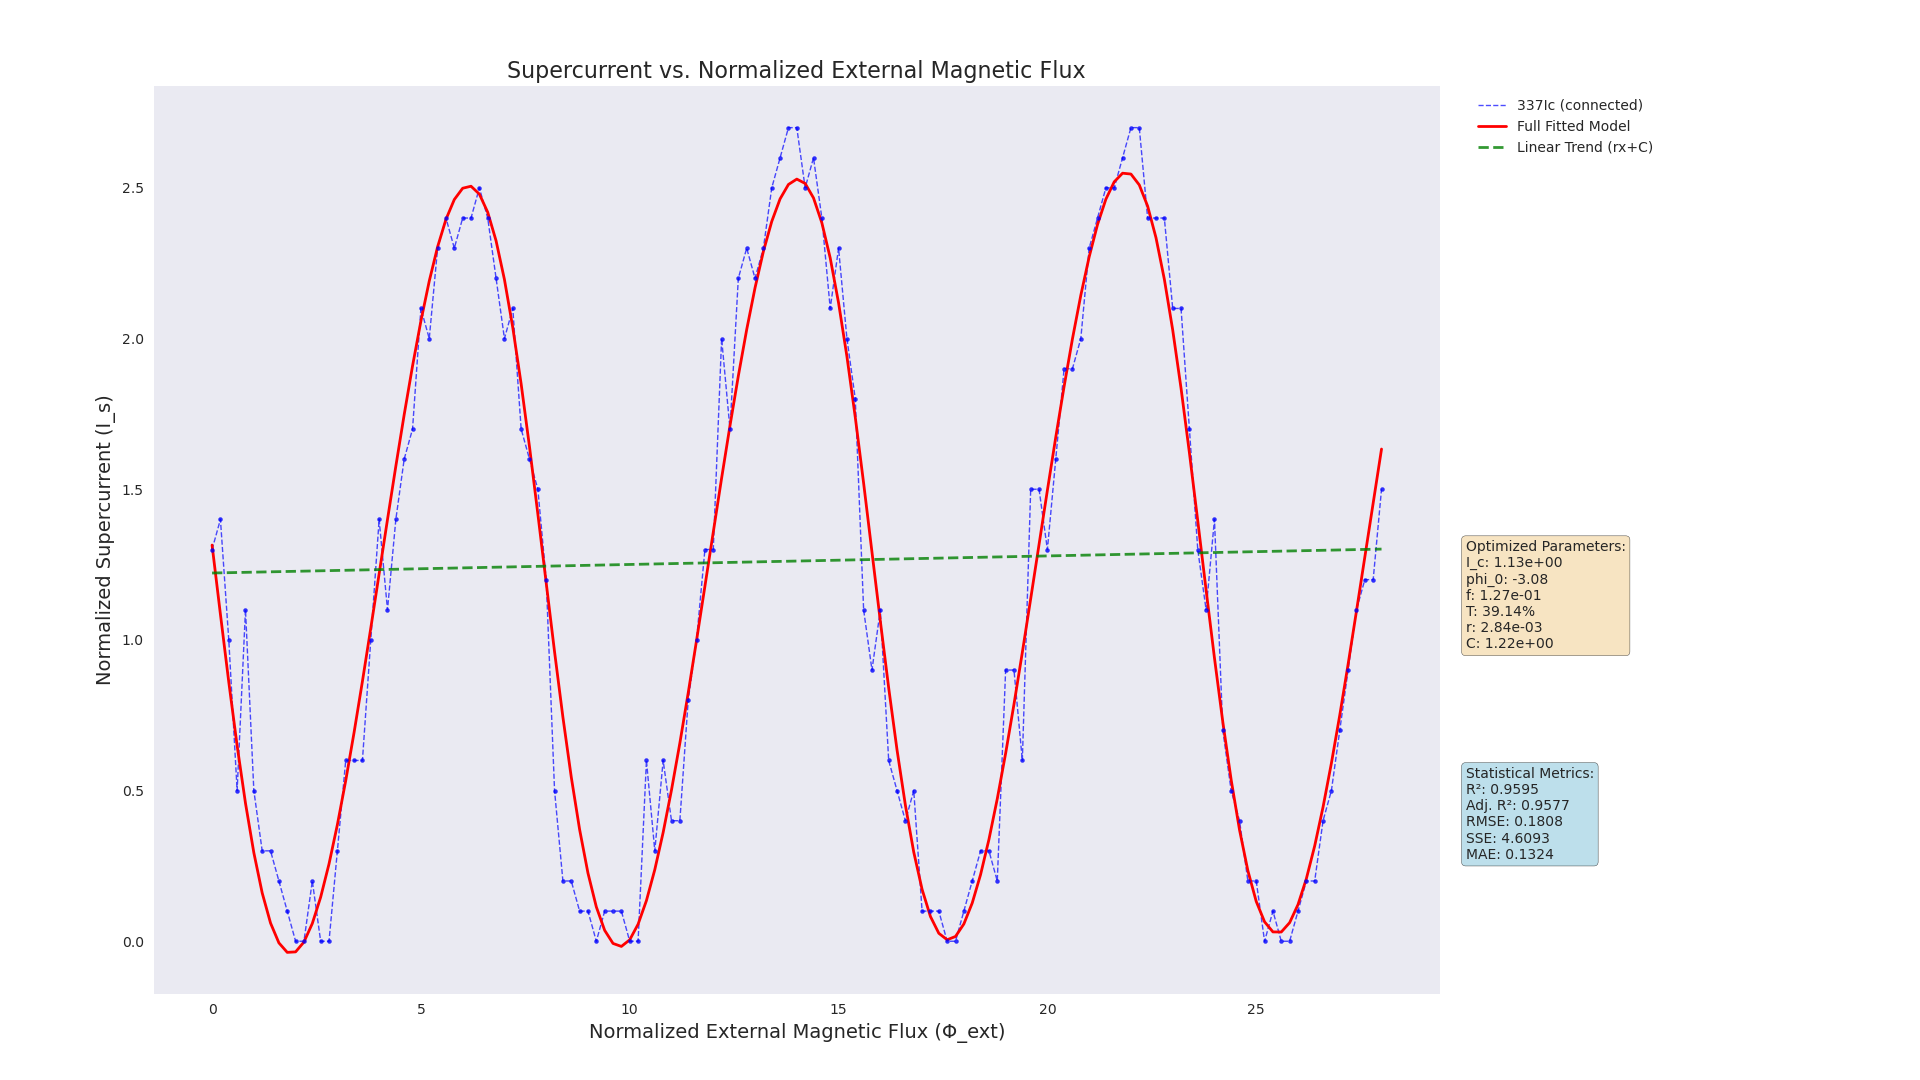 Supercurrent vs. Normalized External Magnetic Flux
337Ic (connected)
Full Fitted Model
Linear Trend (rx+C)
Normalized Supercurrent (I_s)
2.5
2.0
1.5
1.0
0.5
0.0
0 5 10 15 20 25
Normalized External Magnetic Flux (Φ_ext)
Optimized Parameters:
I_c: 1.13e+00
phi_0: -3.08
f: 1.27e-01
T: 39.14%
r: 2.84e-03
C: 1.22e+00
Statistical Metrics:
R²: 0.9595
Adj. R²: 0.9577
RMSE: 0.1808
SSE: 4.6093
MAE: 0.1324